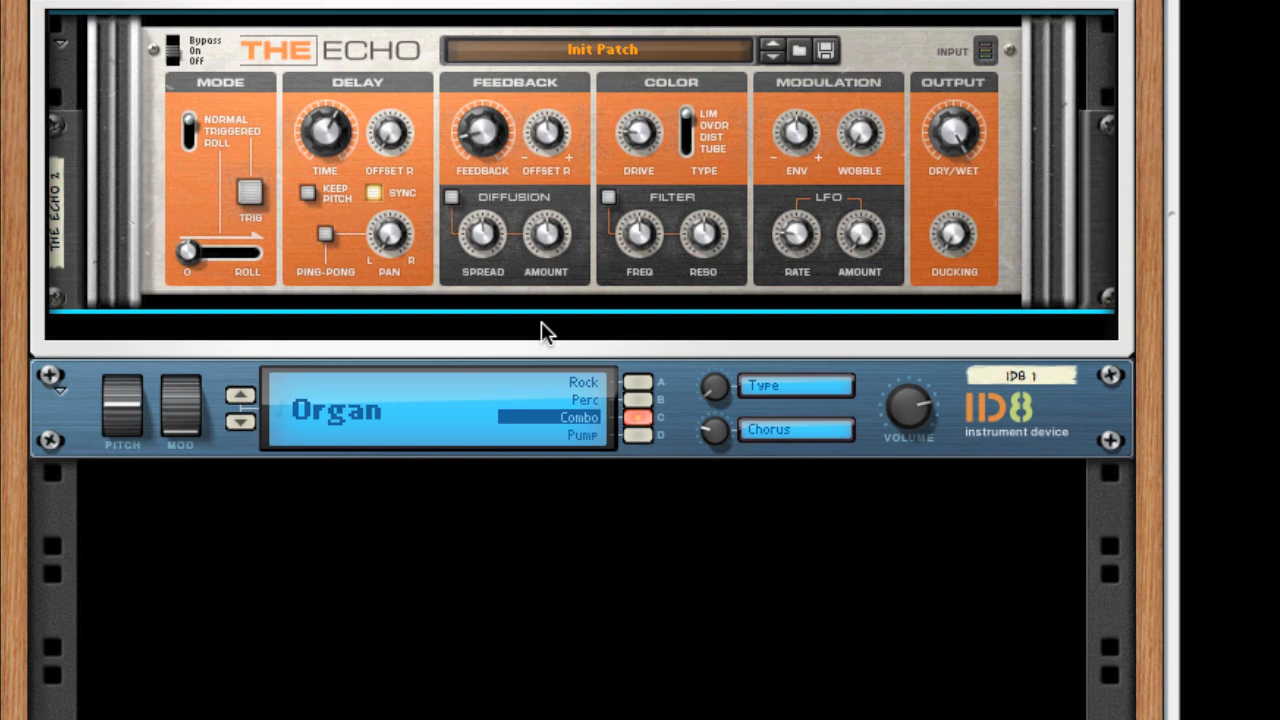 Bypass
On
Off
THE ECHO
Init Patch
INPUT
MODE
DELAY
FEEDBACK
COLOR
MODULATION
OUTPUT
NORMAL
TRIGGERED
ROLL
TRIG
0
ROLL
TIME
OFFSET R
KEEP
PITCH
SYNC
PING-PONG
L
R
PAN
FEEDBACK
- +
OFFSET R
DIFFUSION
SPREAD
AMOUNT
DRIVE
LIM
OVDR
DIST
TUBE
TYPE
FILTER
FREQ
RESO
- +
ENV
WOBBLE
LFO
RATE
AMOUNT
DRY/WET
DUCKING
THE ECHO 2
PITCH
MOD
Organ
Rock
Perc
Combo
Pump
A
B
C
D
Type
Chorus
VOLUME
ID8 1
ID8
instrument device